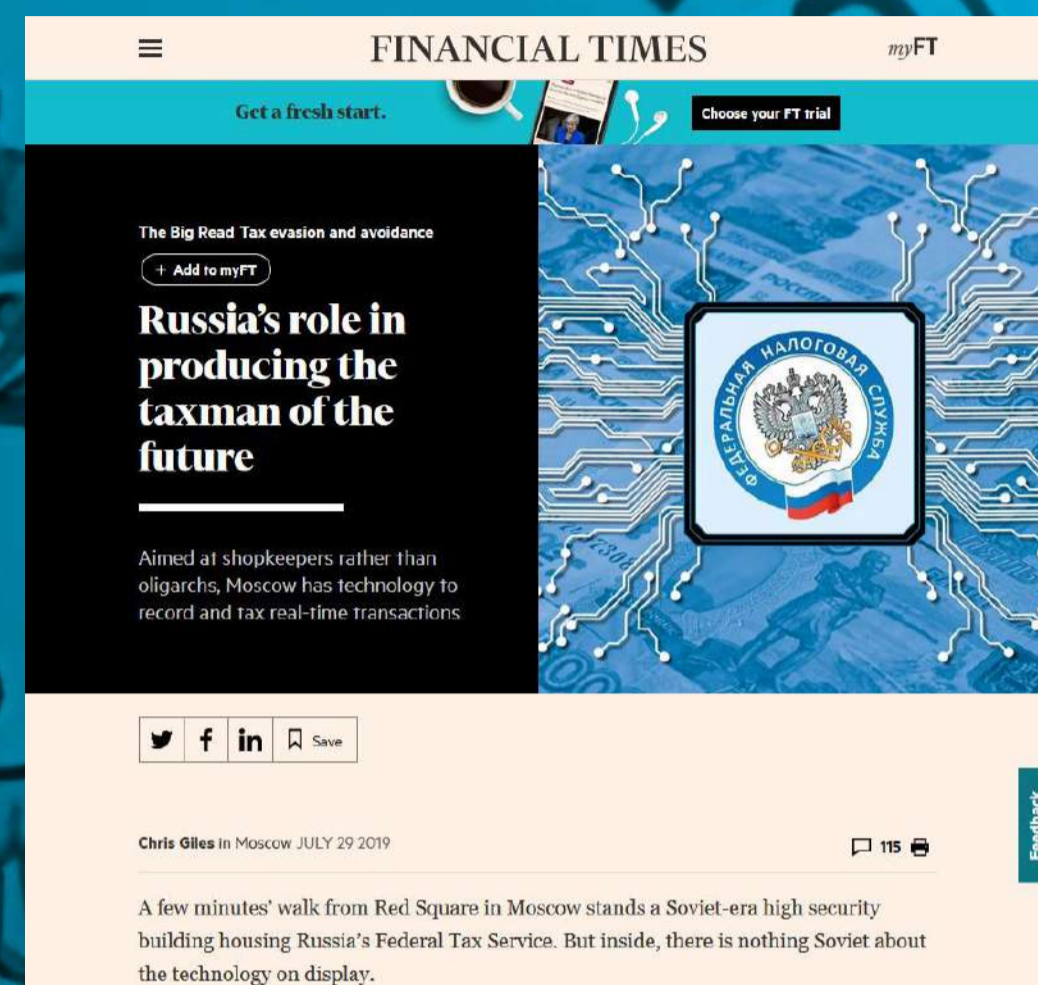 FINANCIAL TIMES
myFT
Get a fresh start.
Choose your FT trial
The Big Read Tax evasion and avoidance
+ Add to myFT
Russia's role in
producing the
taxman of the
future
Aimed at shopkeepers rather than
oligarchs, Moscow has technology to
record and tax real-time transactions
ФЕДЕРАЛЬНАЯ НАЛОГОВАЯ СЛУЖБА
f in Save
Feedback
Chris Giles in Moscow JULY 29 2019
115
A few minutes' walk from Red Square in Moscow stands a Soviet-era high security
building housing Russia's Federal Tax Service. But inside, there is nothing Soviet about
the technology on display.